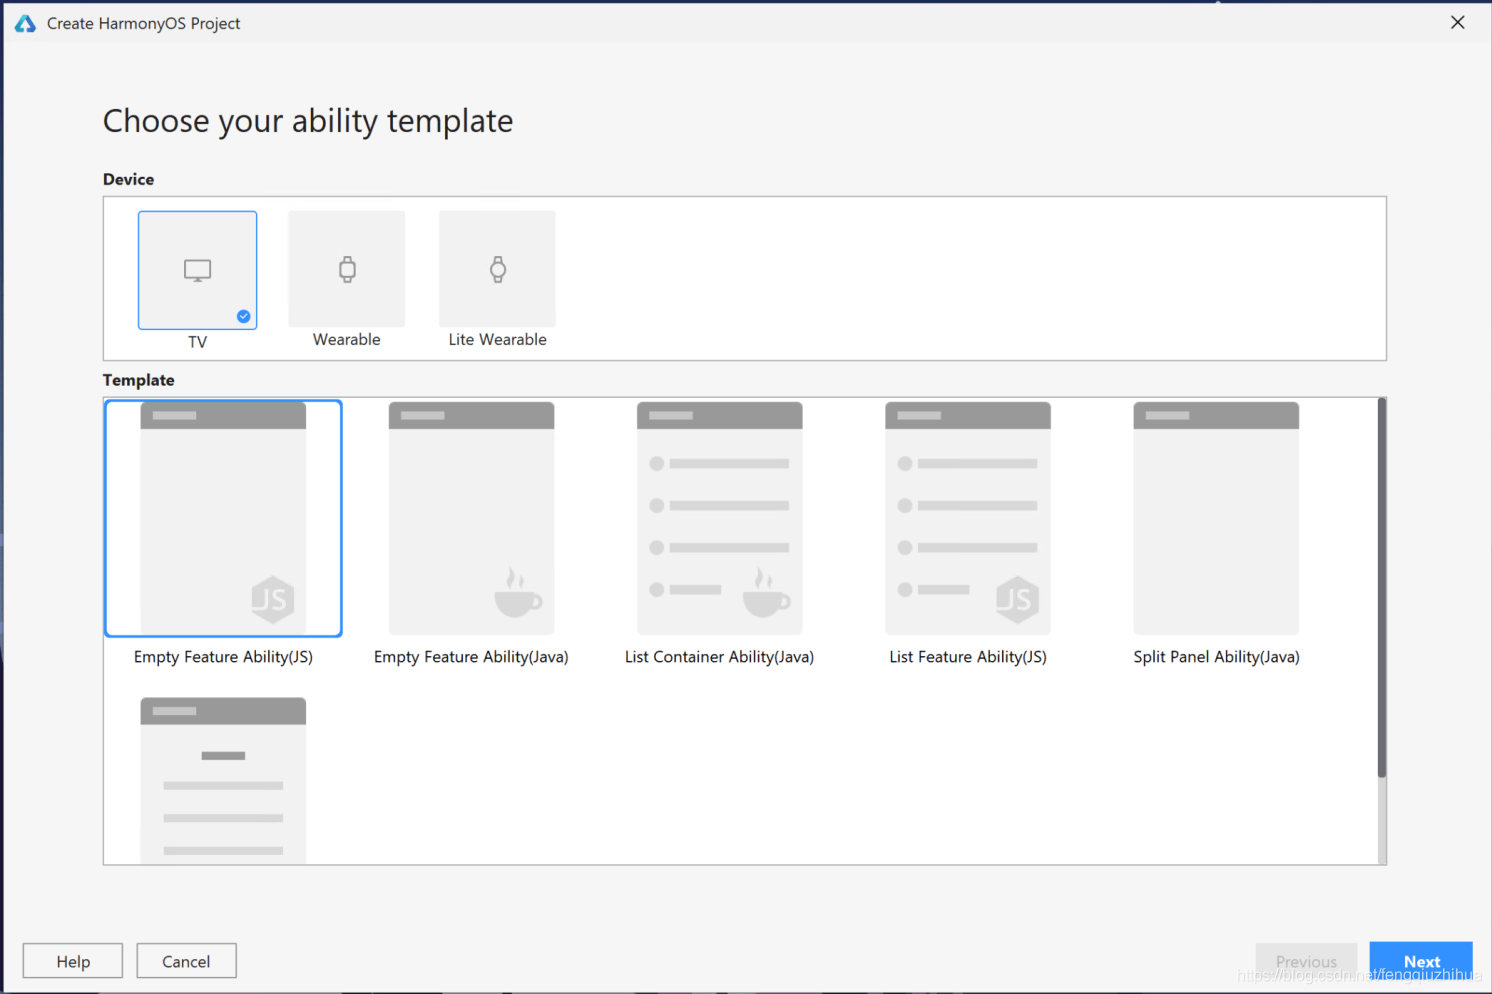 Create HarmonyOS Project
Choose your ability template
Device
TV
Wearable
Lite Wearable
Template
JS
JS
Empty Feature Ability(JS)
Empty Feature Ability(Java)
List Container Ability(Java)
List Feature Ability(JS)
Split Panel Ability(Java)
Help
Cancel
Previous
Next
https://blog.csdn.net/fengqiuzhihua